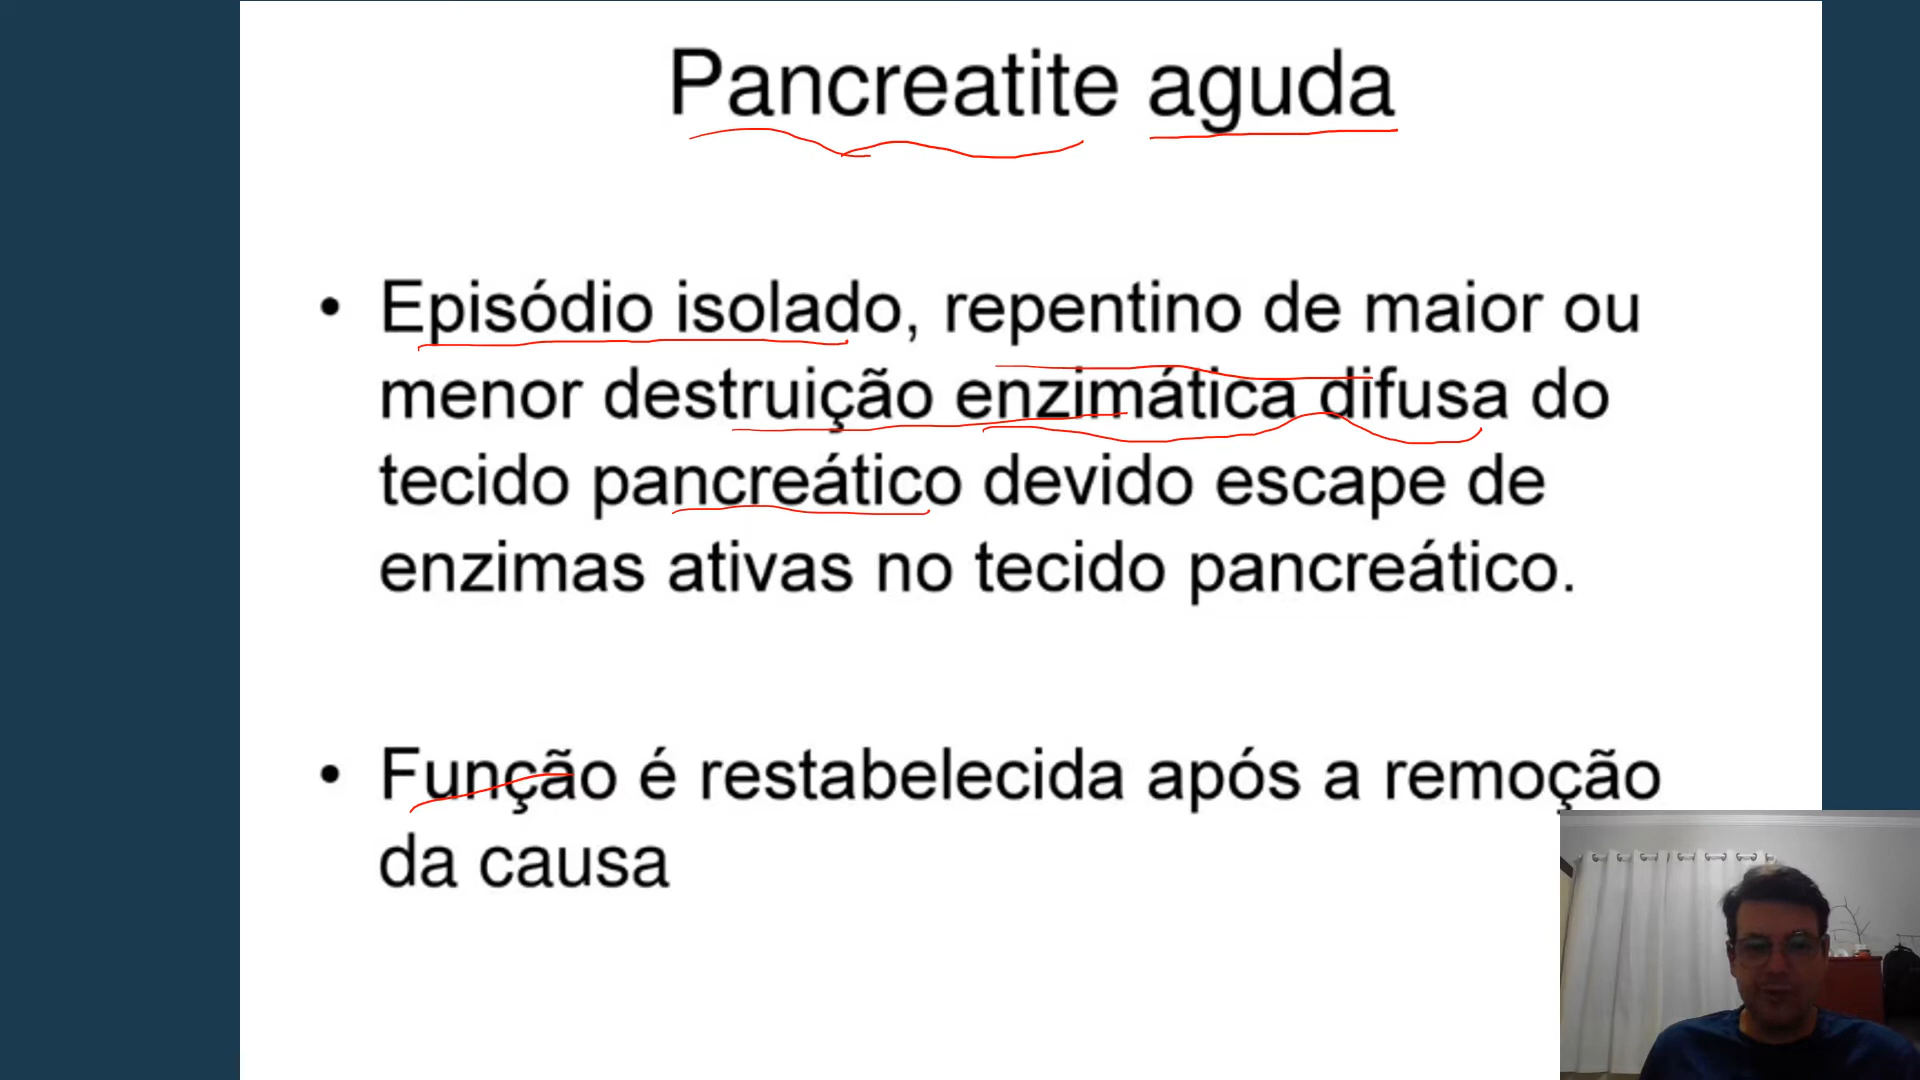 Pancreatite aguda
• Episódio isolado, repentino de maior ou
menor destruição enzimática difusa do
tecido pancreático devido escape de
enzimas ativas no tecido pancreático.
• Função é restabelecida após a remoção
da causa